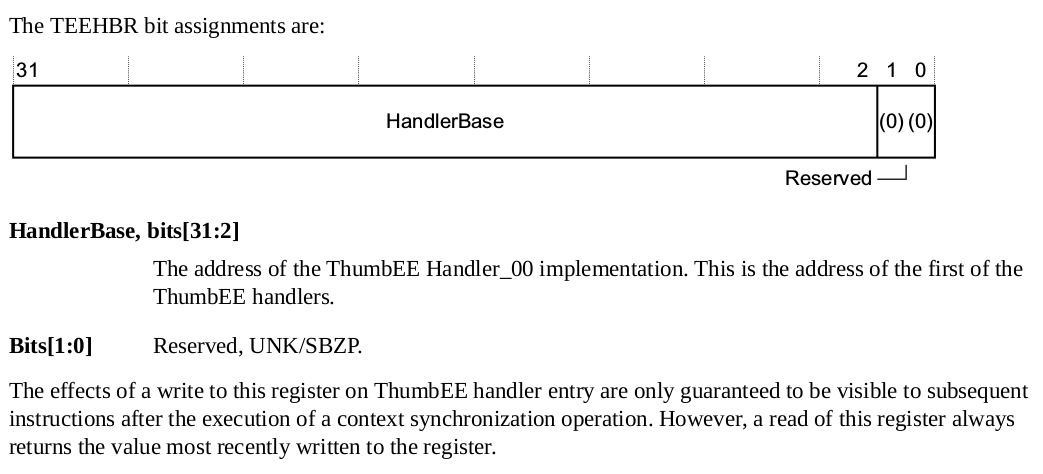 The TEEHBR bit assignments are:
31 2 1 0
HandlerBase (0) (0)
Reserved
HandlerBase, bits[31:2]
The address of the ThumbEE Handler_00 implementation. This is the address of the first of the
ThumbEE handlers.
Bits[1:0] Reserved, UNK/SBZP.
The effects of a write to this register on ThumbEE handler entry are only guaranteed to be visible to subsequent
instructions after the execution of a context synchronization operation. However, a read of this register always
returns the value most recently written to the register.